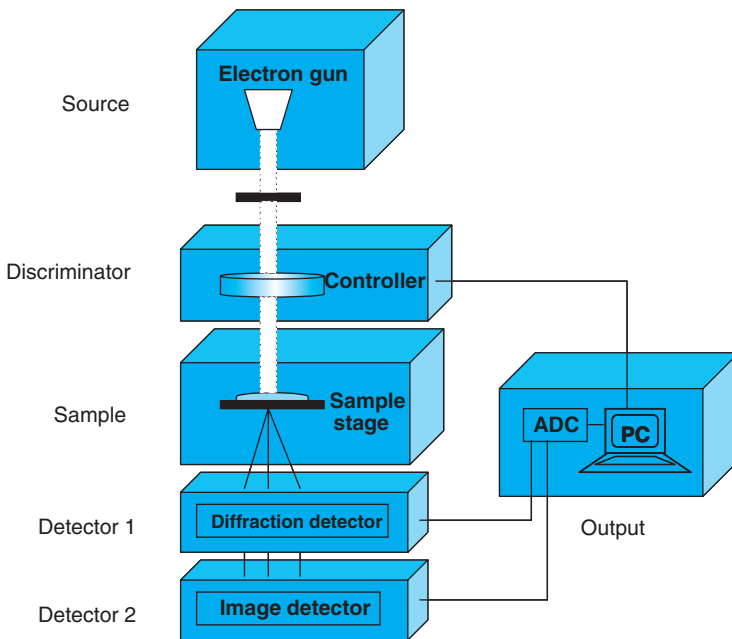 Source
Electron gun
Discriminator
Controller
Sample
Sample
stage
ADC
PC
Detector 1
Diffraction detector
Output
Detector 2
Image detector